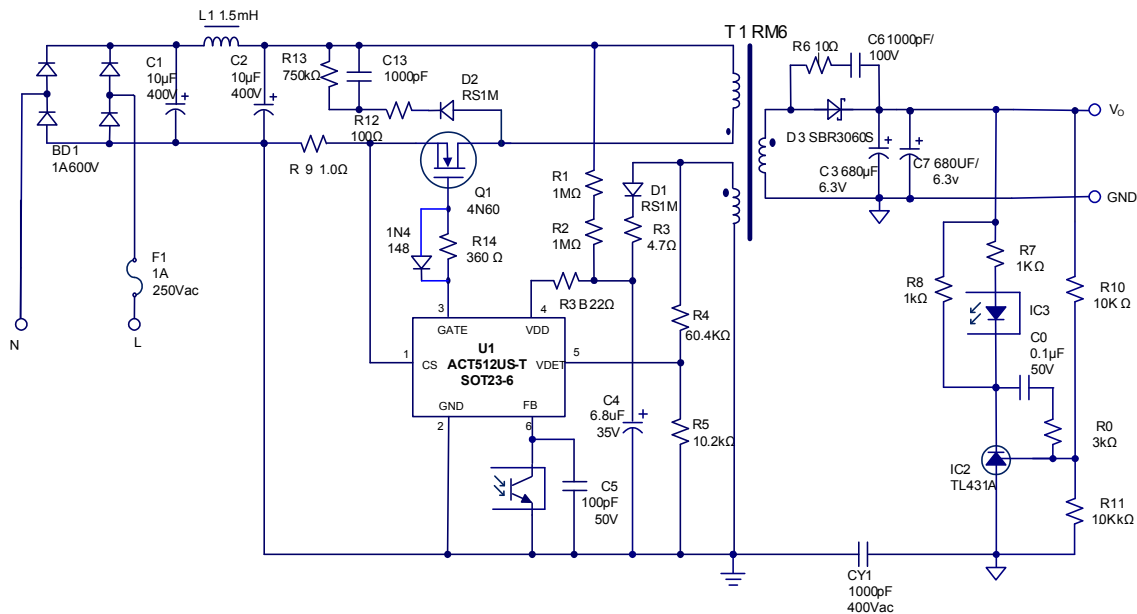 L1 1.5mH
T1 RM6
C1
10µF
400V
C2
10µF
400V
R13
750kΩ
C13
1000pF
D2
RS1M
R12
100Ω
R6 10Ω
C6 1000pF/
100V
D3 SBR3060S
VO
C3 680µF
6.3V
C7 680UF/
6.3v
GND
BD1
1A600V
R 9 1.0Ω
Q1
4N60
R1
1MΩ
D1
RS1M
R2
1MΩ
R3
4.7Ω
1N4
148
R14
360 Ω
F1
1A
250Vac
N
L
R3B22Ω
R4
60.4KΩ
R7
1KΩ
R8
1kΩ
IC3
R10
10KΩ
3
4
GATE
VDD
U1
ACT512US-T
SOT23-6
1
CS
VDET
5
GND
FB
2
6
C0
0.1µF
50V
C4
6.8uF
35V
R5
10.2kΩ
R0
3kΩ
C5
100pF
50V
IC2
TL431A
R11
10KkΩ
CY1
1000pF
400Vac